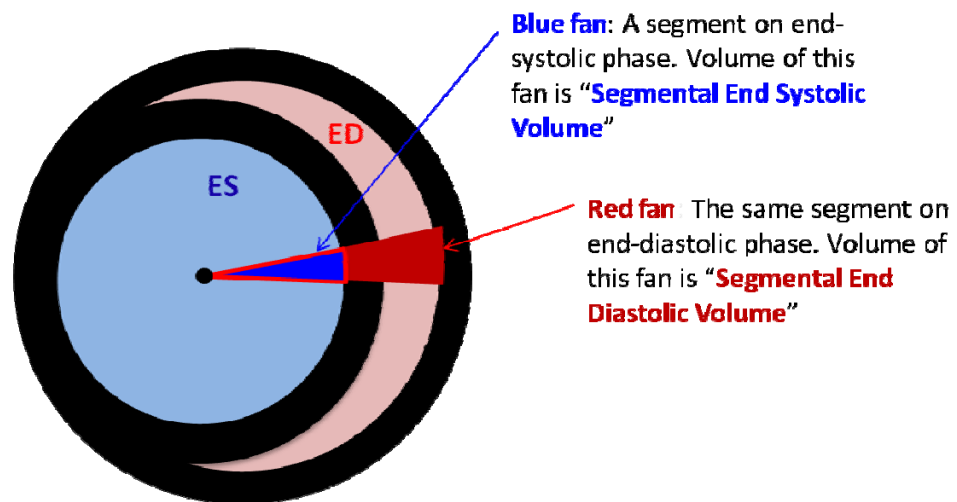 Blue fan: A segment on end-
systolic phase. Volume of this
fan is “Segmental End Systolic
Volume”
ED
ES
Red fan: The same segment on
end-diastolic phase. Volume of
this fan is “Segmental End
Diastolic Volume”